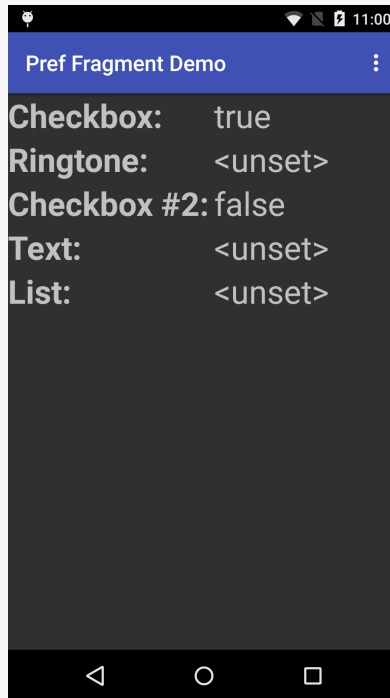 11:00
Pref Fragment Demo
Checkbox: true
Ringtone: <unset>
Checkbox #2: false
Text: <unset>
List: <unset>